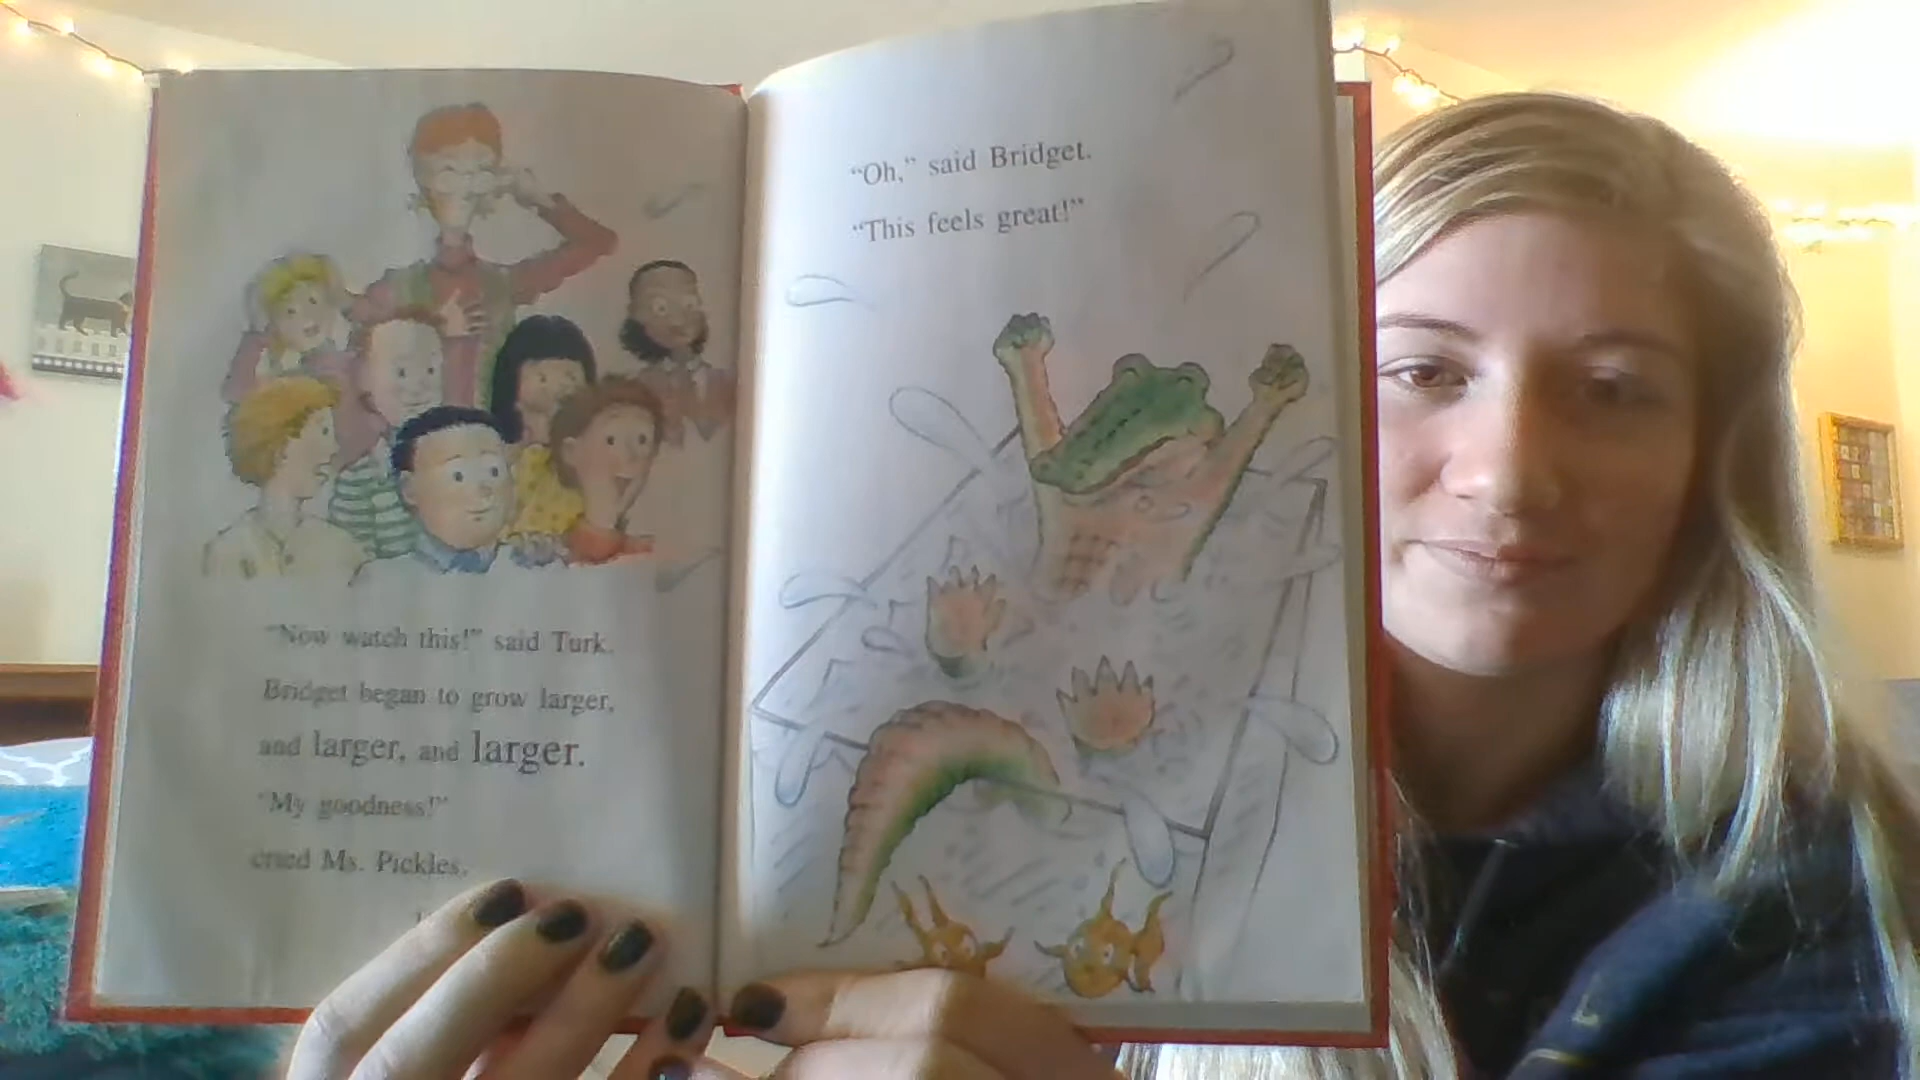 "Now watch this!" said Turk.
Bridget began to grow larger,
and larger, and larger.
"My goodness!"
cried Ms. Pickles.
"Oh," said Bridget.
"This feels great!"